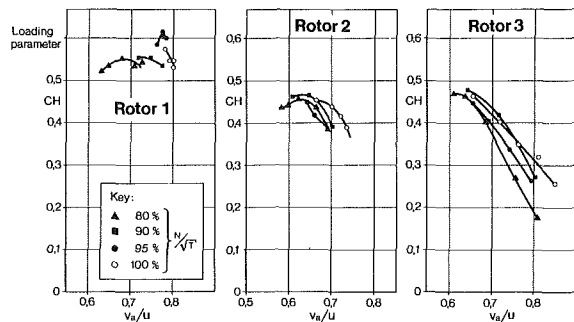 Loading parameter
Rotor 1
Rotor 2
Rotor 3
0,5
CH
0,4
0,3
0,2
0,1
0
0,6
0,7
0,8
va/u
Key:
80 %
90 %
95 %
100 %
N/√T
0,6
0,5
CH
0,4
0,3
0,2
0,1
0
0,5
0,6
0,7
0,8
va/u
0,6
0,5
CH
0,4
0,3
0,2
0,1
0
0,6
0,7
0,8
va/u